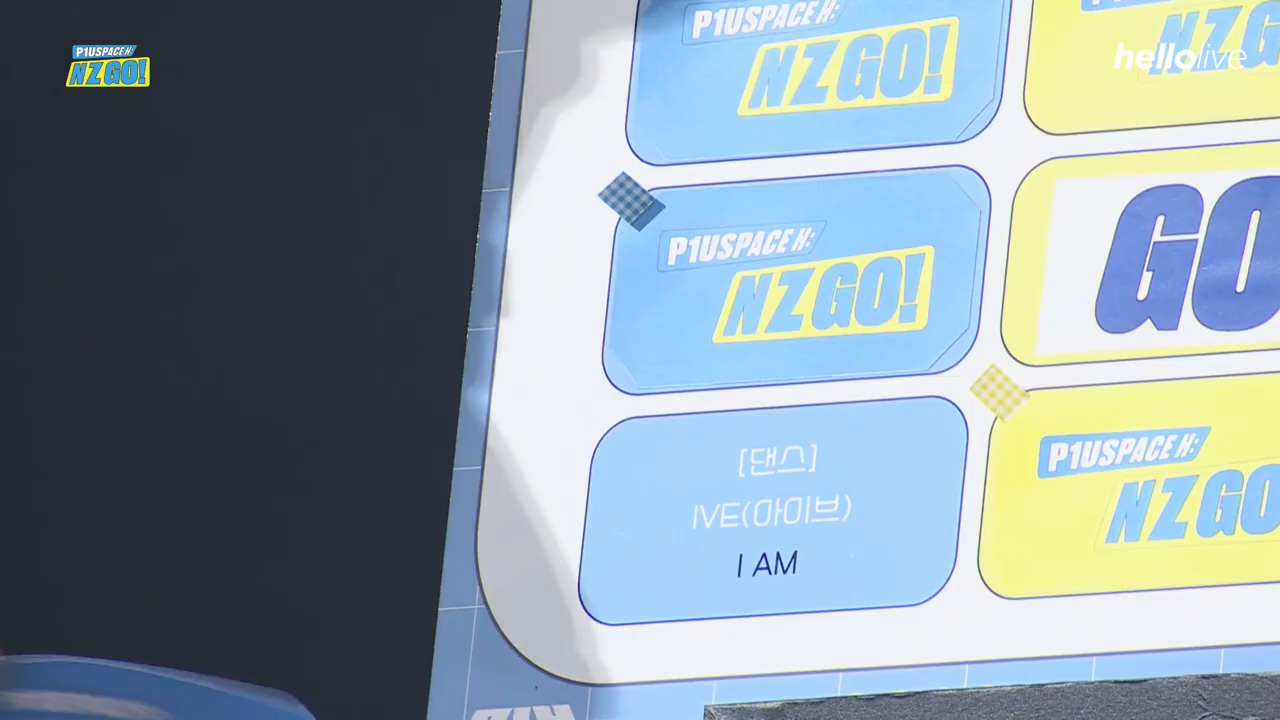 P1USPACE H:
NZGO!
hellolive
P1USPACE H:
NZGO!
P1USPACE H:
NZGO!
GO
[댄스]
IVE(아이브)
I AM
P1USPACE H:
NZGO